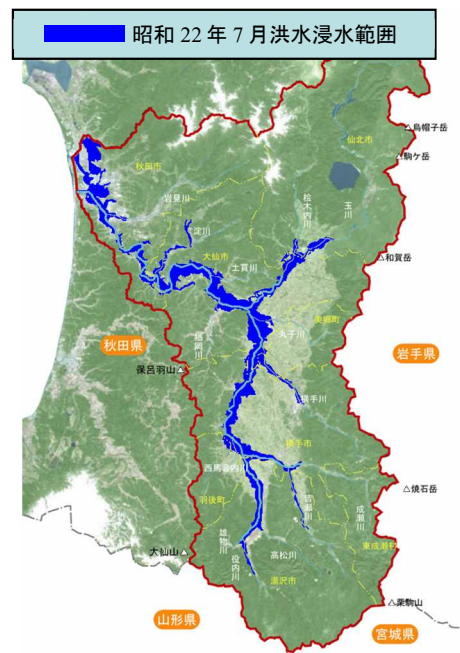 昭和22年7月洪水浸水範囲
△烏帽子岳
仙北市
△駒ケ岳
秋田市
玉川
岩見川
桧木内川
淀川
大仙市
△和賀岳
土買川
美郷町
丸子川
楢岡川
秋田県
岩手県
保呂羽山△
横手川
横手市
西馬音内川
△焼石岳
羽後町
皆瀬川
成瀬川
雄物川
東成瀬村
大仙山△
役内川
高松川
湯沢市
△栗駒山
山形県
宮城県